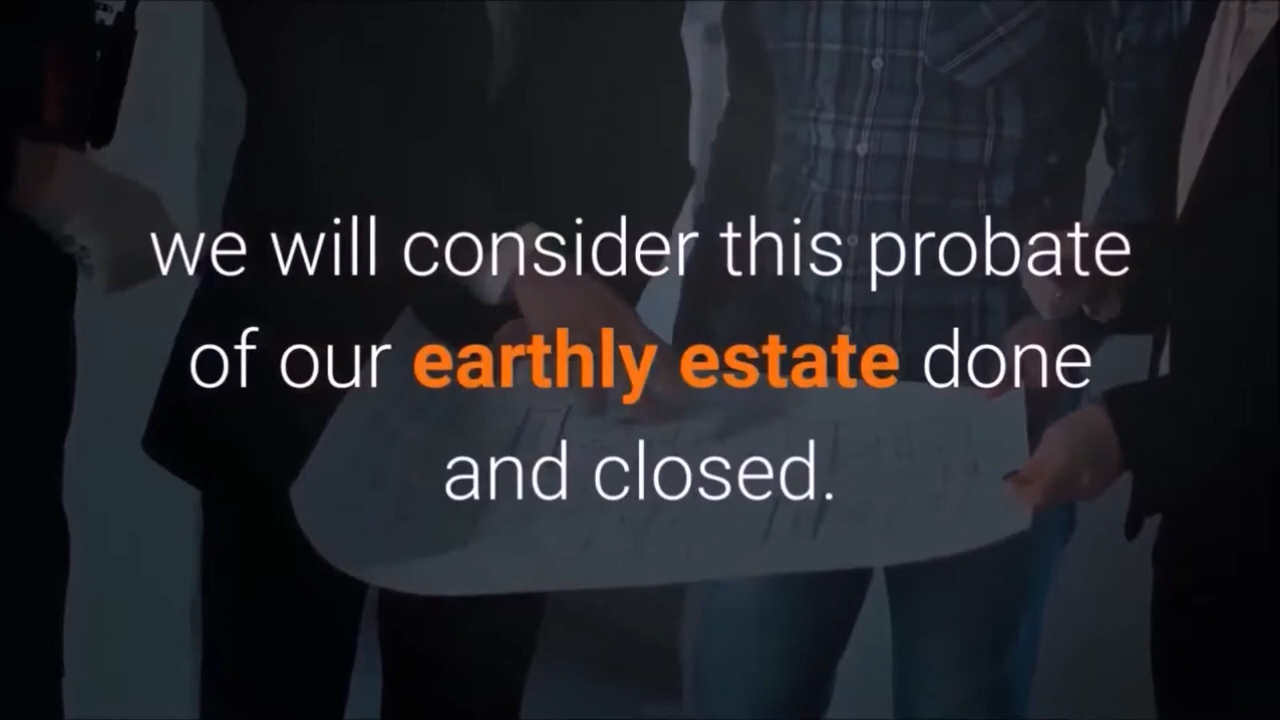 we will consider this probate
of our earthly estate done
and closed.